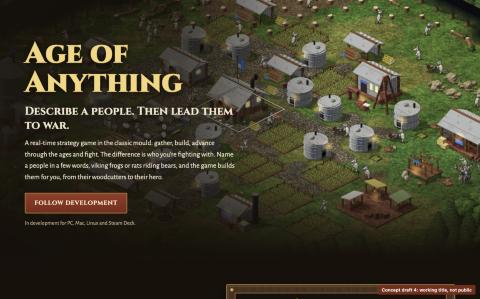 Age of
Anything
Describe a people. Then lead them
to war.
A real-time strategy game in the classic mould: gather, build, advance
through the ages and fight. The difference is who you're fighting with. Name
a people in a few words, viking frogs or rats riding bears, and the game builds
them for you, from their woodcutters to their hero.
FOLLOW DEVELOPMENT
In development for PC, Mac, Linux and Steam Deck.
Concept draft 4: working title, not public